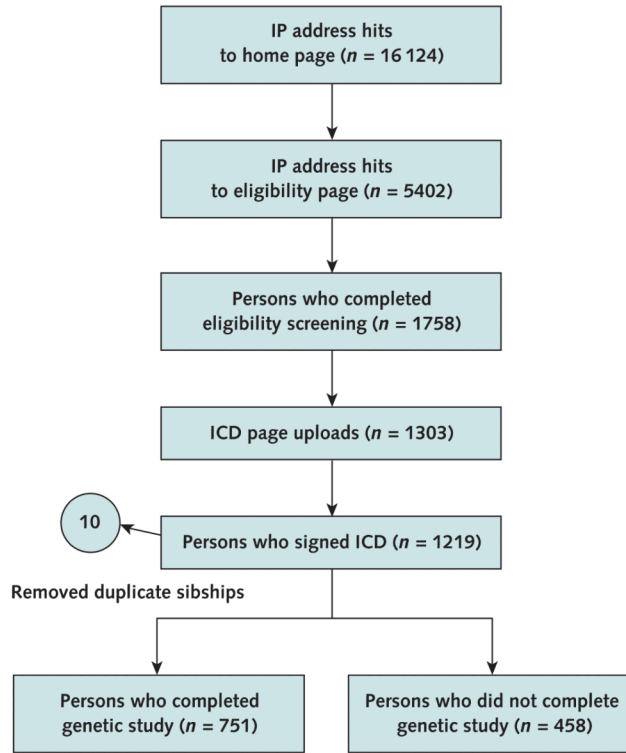 IP address hits
to home page (n = 16 124)
IP address hits
to eligibility page (n = 5402)
Persons who completed
eligibility screening (n = 1758)
ICD page uploads (n = 1303)
10
Persons who signed ICD (n = 1219)
Removed duplicate sibships
Persons who completed
genetic study (n = 751)
Persons who did not complete
genetic study (n = 458)